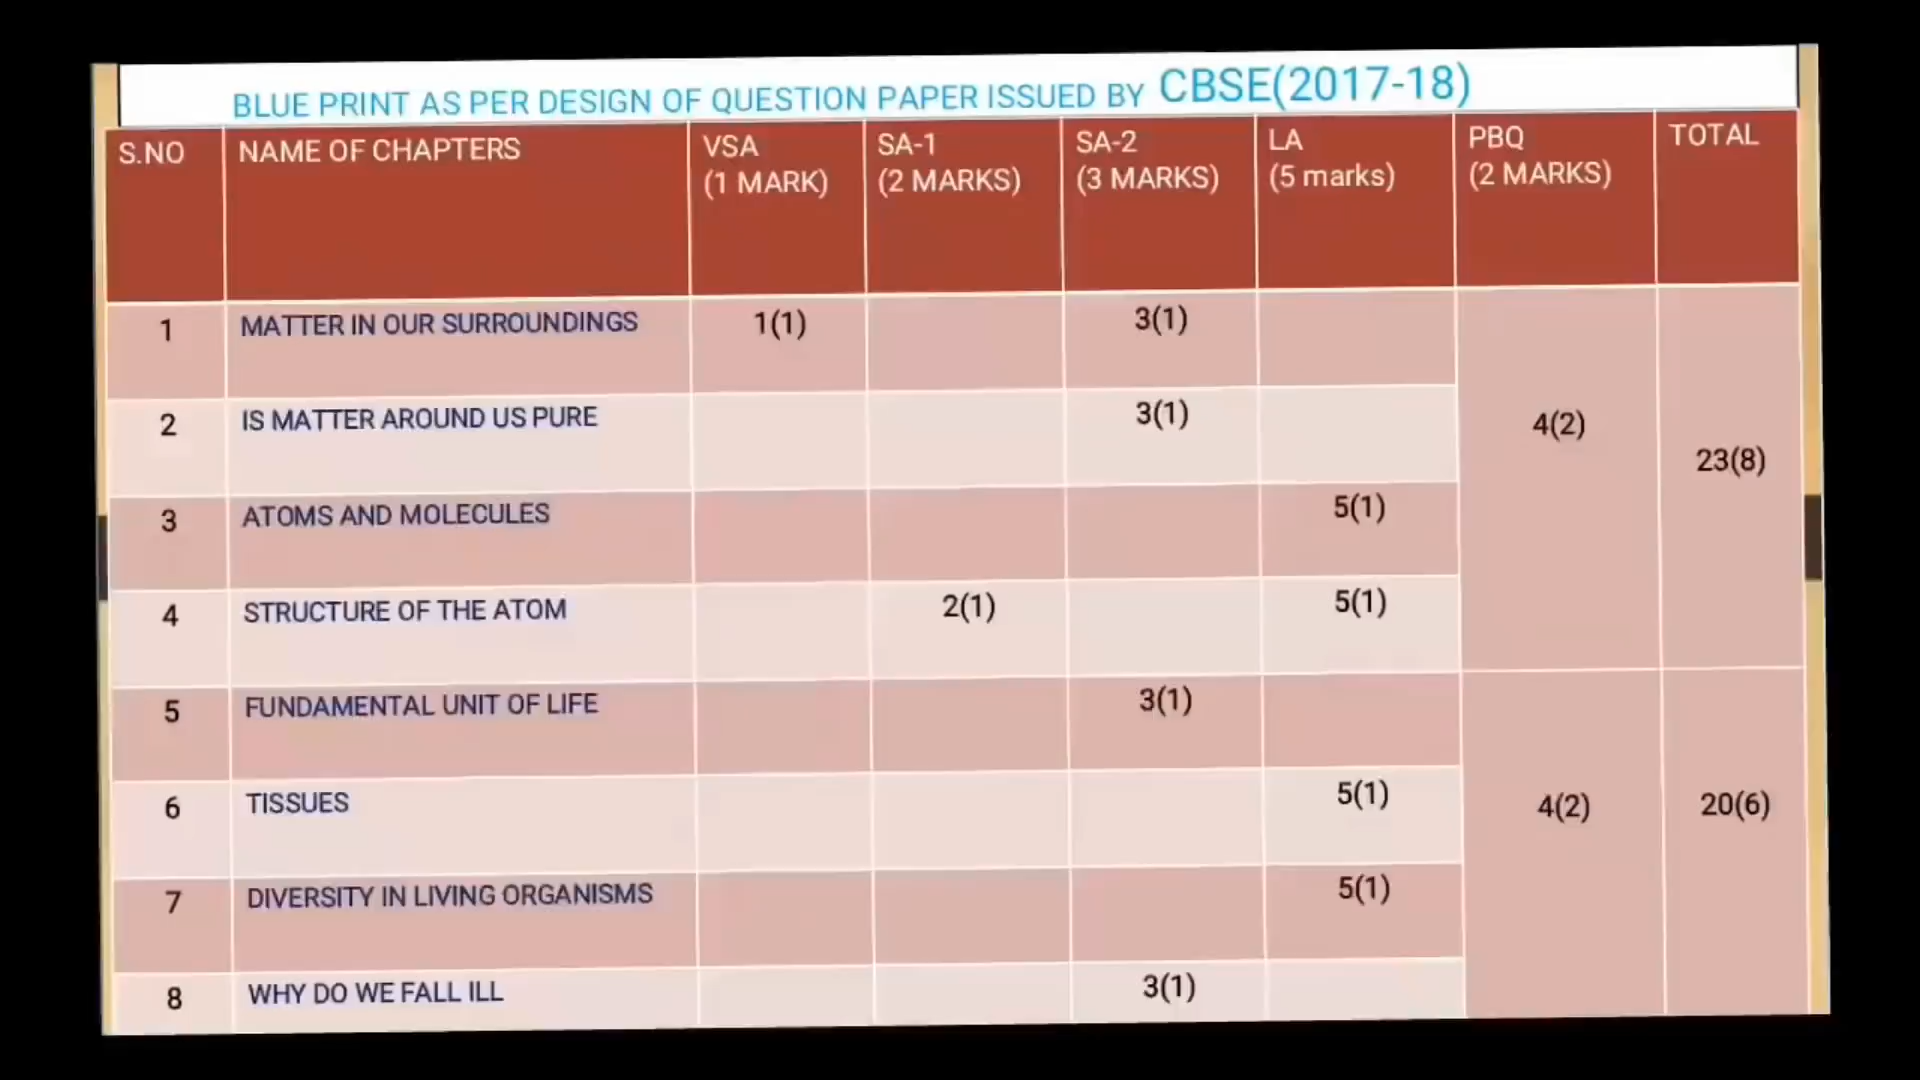 BLUE PRINT AS PER DESIGN OF QUESTION PAPER ISSUED BY CBSE(2017-18)
S.NO NAME OF CHAPTERS VSA (1 MARK) SA-1 (2 MARKS) SA-2 (3 MARKS) LA (5 marks) PBQ (2 MARKS) TOTAL
1 MATTER IN OUR SURROUNDINGS 1(1) 3(1)
2 IS MATTER AROUND US PURE 3(1) 4(2)
23(8)
3 ATOMS AND MOLECULES 5(1)
4 STRUCTURE OF THE ATOM 2(1) 5(1)
5 FUNDAMENTAL UNIT OF LIFE 3(1)
6 TISSUES 5(1) 4(2) 20(6)
7 DIVERSITY IN LIVING ORGANISMS 5(1)
8 WHY DO WE FALL ILL 3(1)